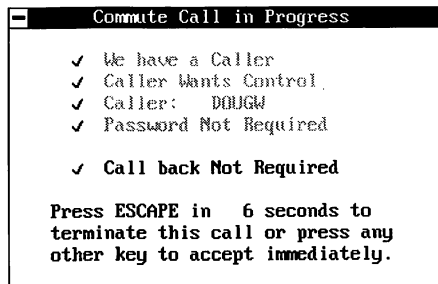 Commute Call in Progress
✓ We have a Caller
✓ Caller Wants Control
✓ Caller: DOUGW
✓ Password Not Required
✓ Call back Not Required
Press ESCAPE in 6 seconds to
terminate this call or press any
other key to accept immediately.